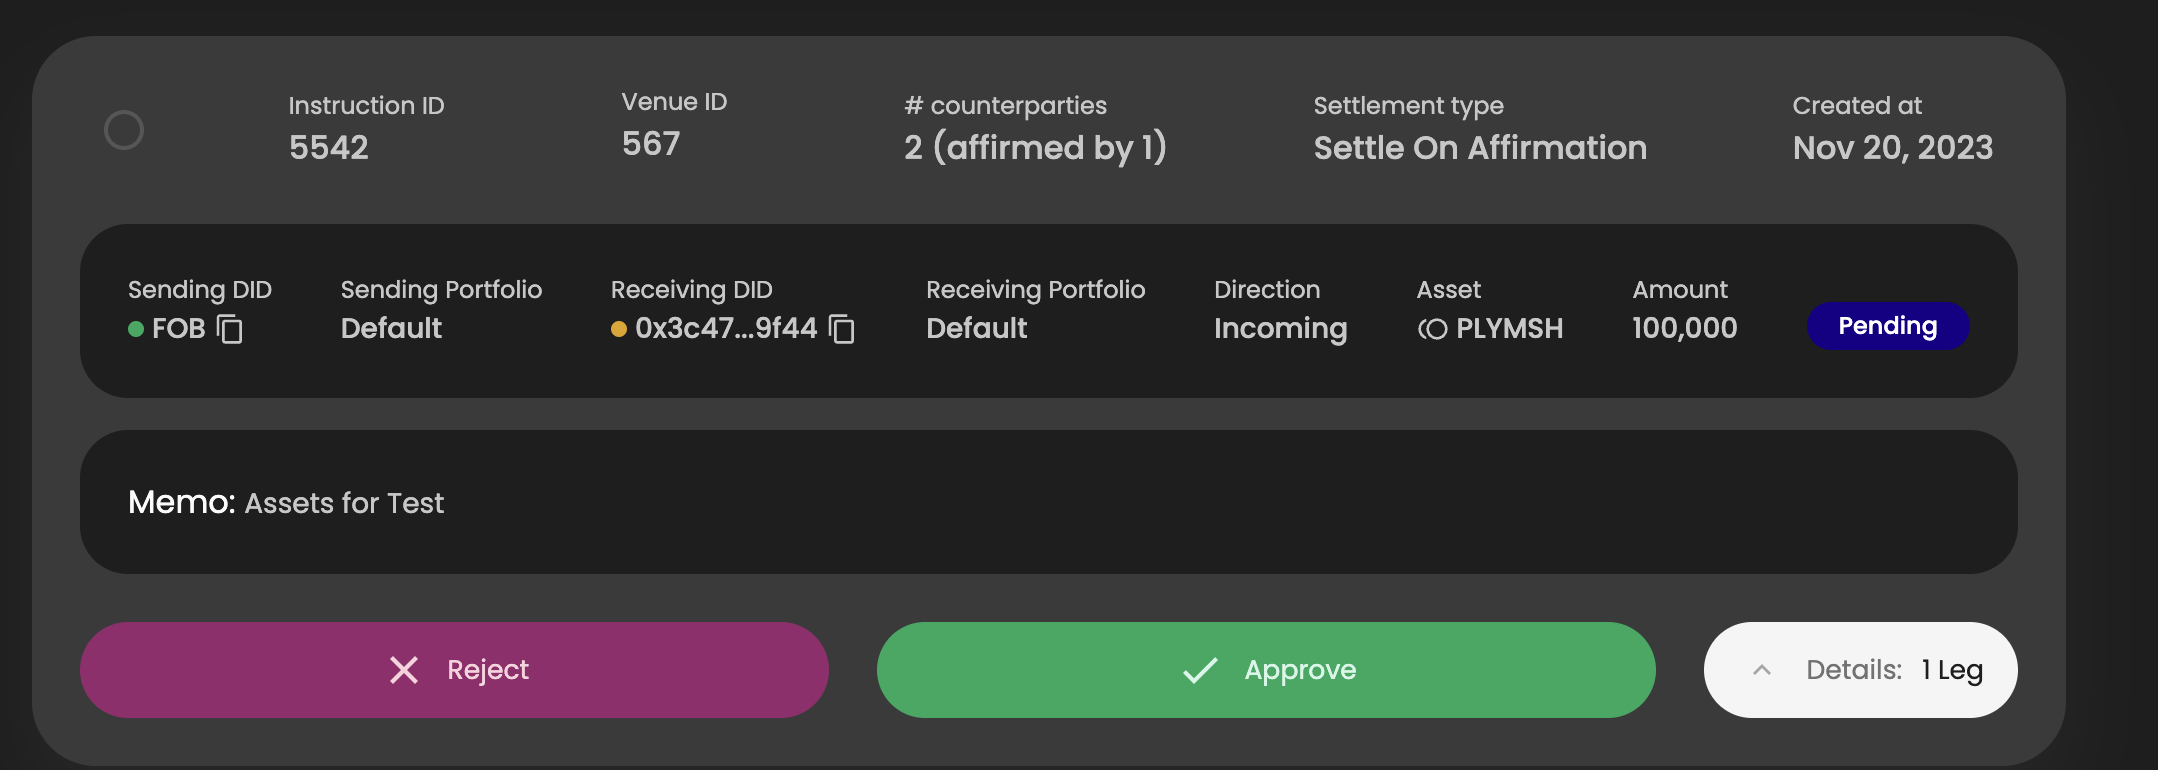 Instruction ID
5542
Venue ID
567
# counterparties
2 (affirmed by 1)
Settlement type
Settle On Affirmation
Created at
Nov 20, 2023
Sending DID
FOB
Sending Portfolio
Default
Receiving DID
0x3c47...9f44
Receiving Portfolio
Default
Direction
Incoming
Asset
PLYMSH
Amount
100,000
Pending
Memo: Assets for Test
Reject
Approve
Details: 1 Leg